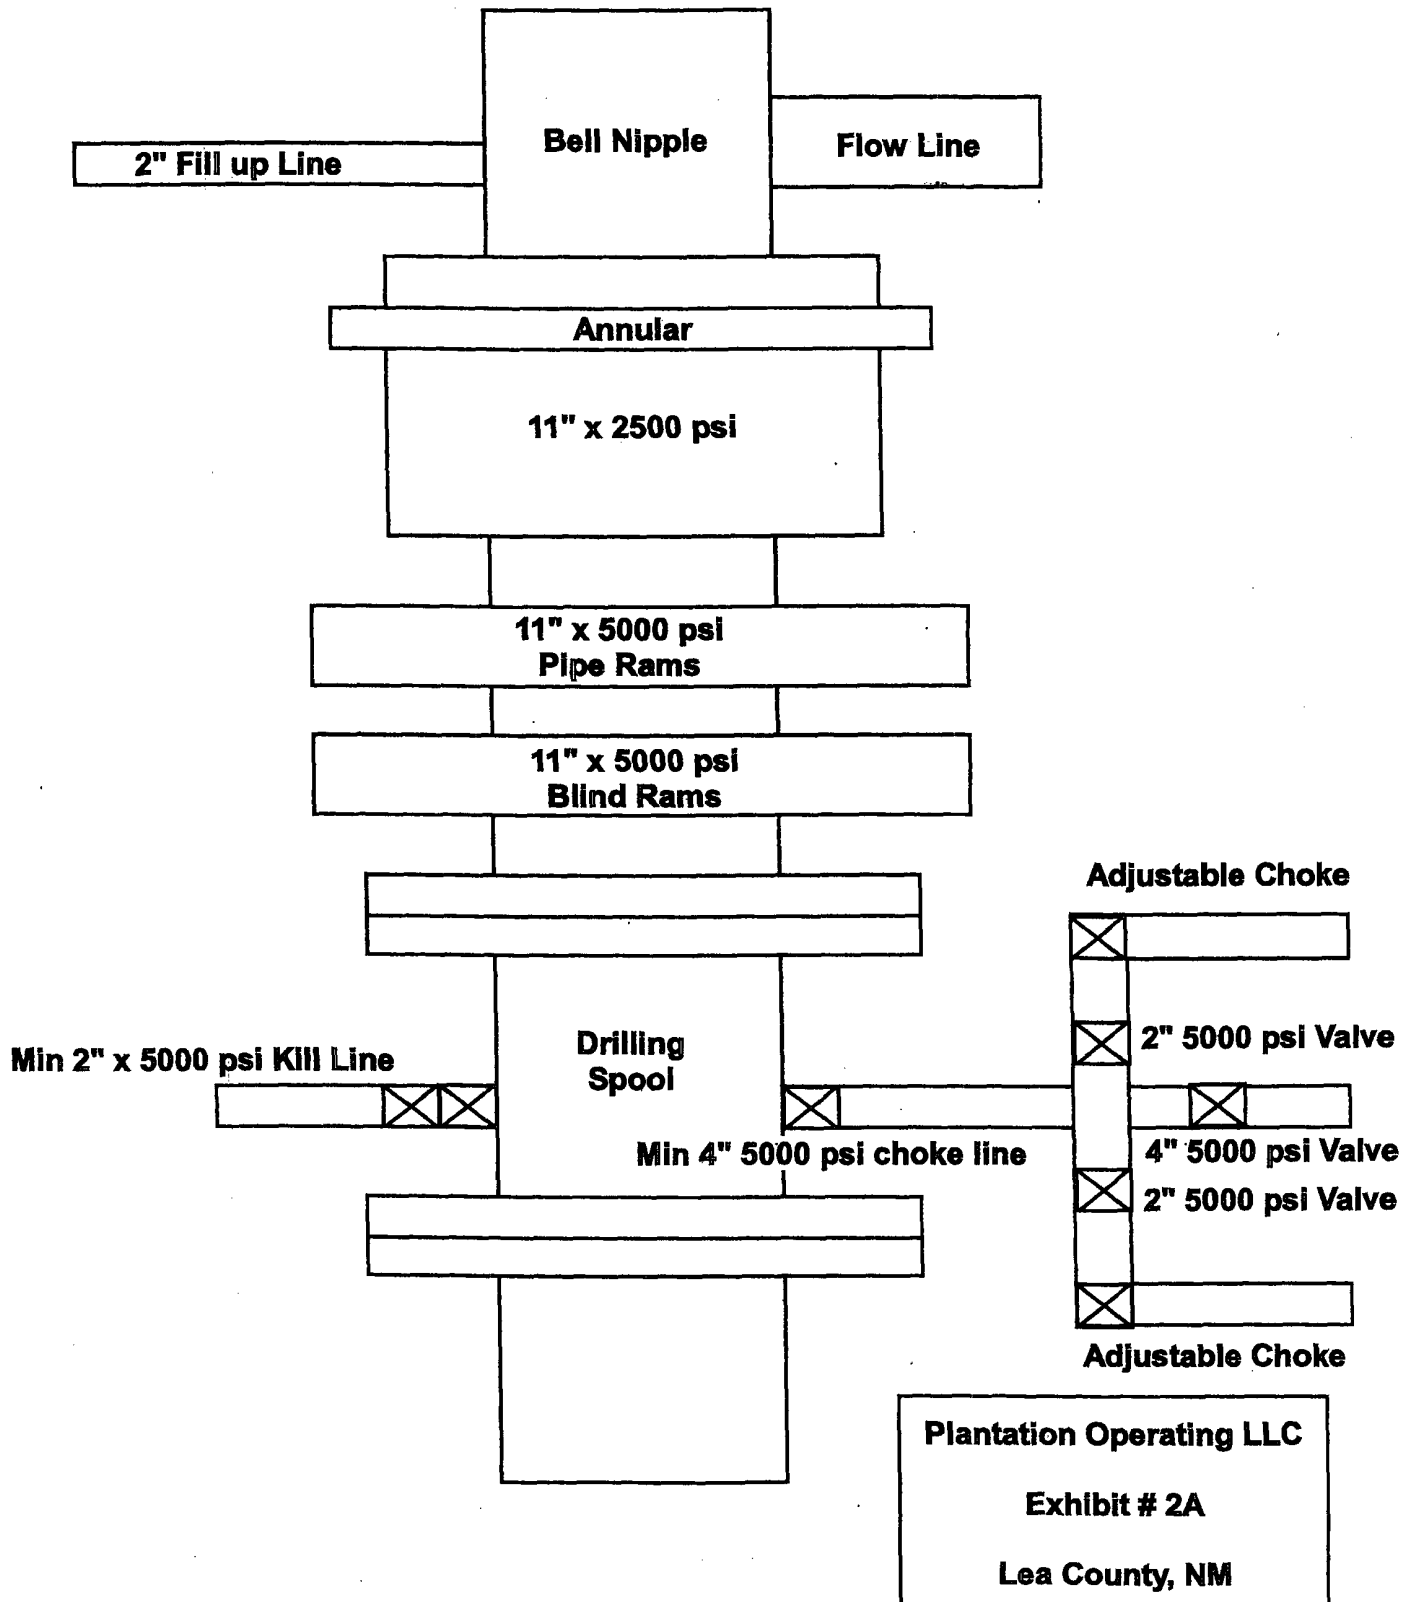 Bell Nipple
Flow Line
2" Fill up Line
Annular
11" x 2500 psi
11" x 5000 psi
Pipe Rams
11" x 5000 psi
Blind Rams
Adjustable Choke
Drilling
Spool
2" 5000 psi Valve
Min 2" x 5000 psi Kill Line
Min 4" 5000 psi choke line
4" 5000 psi Valve
2" 5000 psi Valve
Adjustable Choke
Plantation Operating LLC
Exhibit # 2A
Lea County, NM